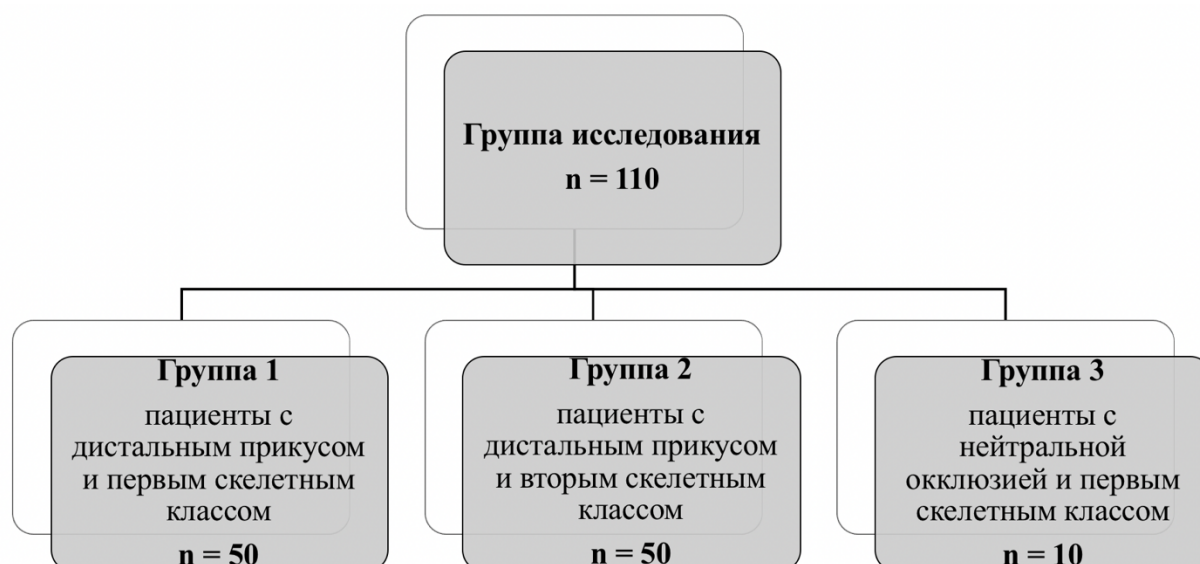 Группа исследования
n = 110
Группа 1
пациенты с
дистальным прикусом
и первым скелетным
классом
n = 50
Группа 2
пациенты с
дистальным прикусом
и вторым скелетным
классом
n = 50
Группа 3
пациенты с
нейтральной
окклюзией и первым
скелетным классом
n = 10